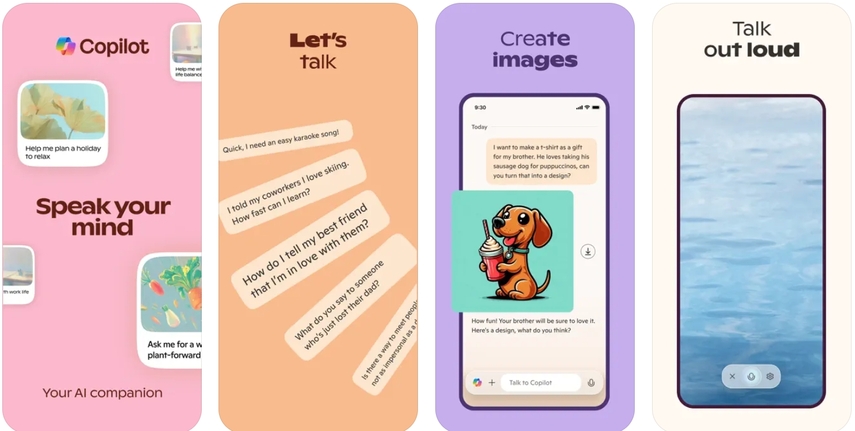 Copilot
Help me wi
life balance
Help me plan a holiday
to relax
Speak your
mind
th work life
Ask me for a w
plant-forward
Your AI companion
Let's
talk
Quick, I need an easy karaoke song!
I told my coworkers I love skiing.
How fast can I learn?
How do I tell my best friend
that I'm in love with them?
What do you say to someone
who's just lost their dad?
Is there a way to meet peopl
not as impersonal as a d
Create
images
9:30
Today
I want to make a t-shirt as a gift
for my brother. He loves taking his
sausage dog for puppuccinos, can
you turn that into a design?
How fun! Your brother will be sure to love it.
Here's a design, what do you think?
Talk to Copilot
Talk
out loud